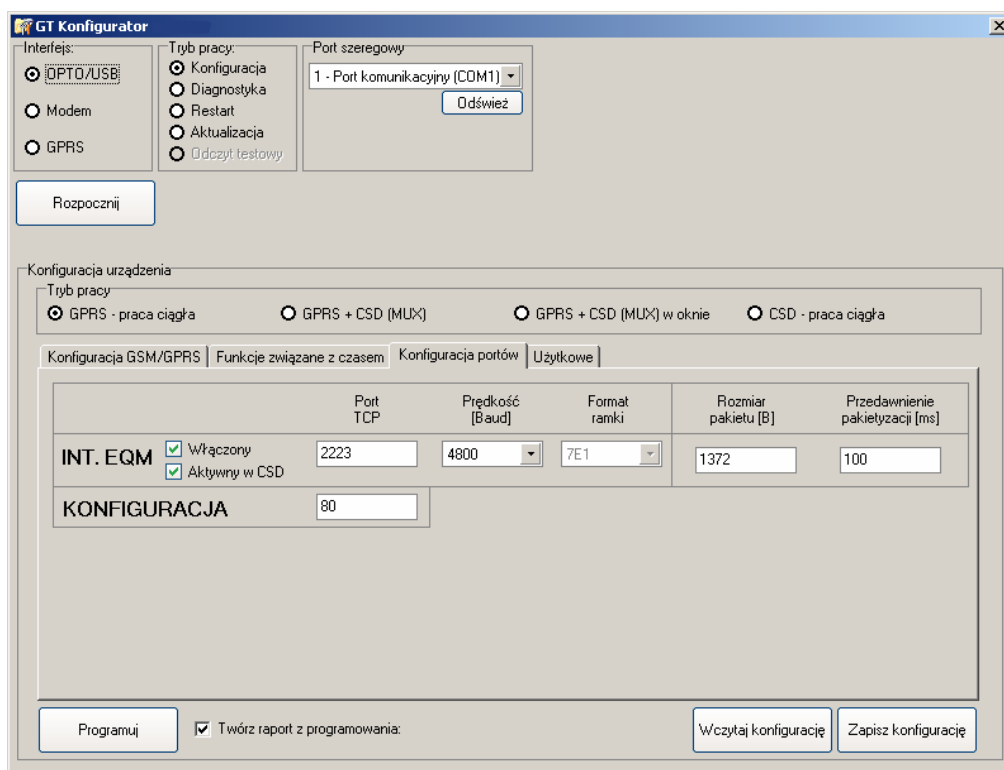 GT Konfigurator
Interfejs:
OPTO/USB
Modem
GPRS
Tryb pracy:
Konfiguracja
Diagnostyka
Restart
Aktualizacja
Odczyt testowy
Port szeregowy
1 - Port komunikacyjny (COM1)
Odśwież
Rozpocznij
Konfiguracja urządzenia
Tryb pracy
GPRS - praca ciągła
GPRS + CSD (MUX)
GPRS + CSD (MUX) w oknie
CSD - praca ciągła
Konfiguracja GSM/GPRS
Funkcje związane z czasem
Konfiguracja portów
Użytkowe
Port
TCP
Prędkość
[Baud]
Format
ramki
Rozmiar
pakietu [B]
Przedawnienie
pakietyzacji [ms]
INT. EQM
Włączony
Aktywny w CSD
2223
4800
7E1
1372
100
KONFIGURACJA
80
Programuj
Twórz raport z programowania:
Wczytaj konfigurację
Zapisz konfigurację